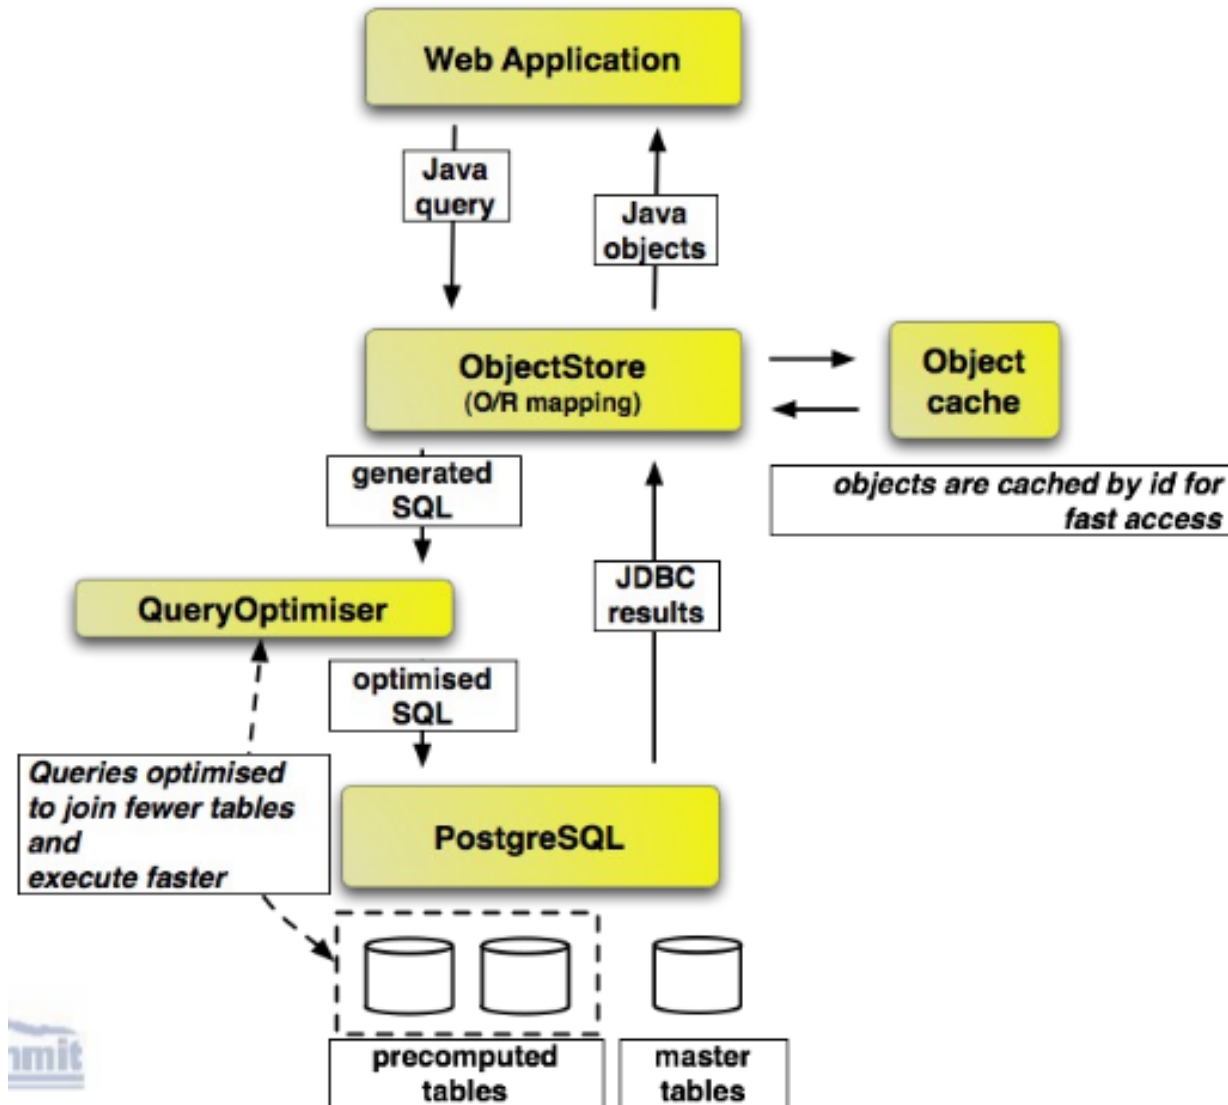 Web Application
Java
query
Java
objects
ObjectStore
(O/R mapping)
Object
cache
generated
SQL
objects are cached by id for
fast access
JDBC
results
QueryOptimiser
optimised
SQL
Queries optimised
to join fewer tables
and
execute faster
PostgreSQL
precomputed
tables
master
tables